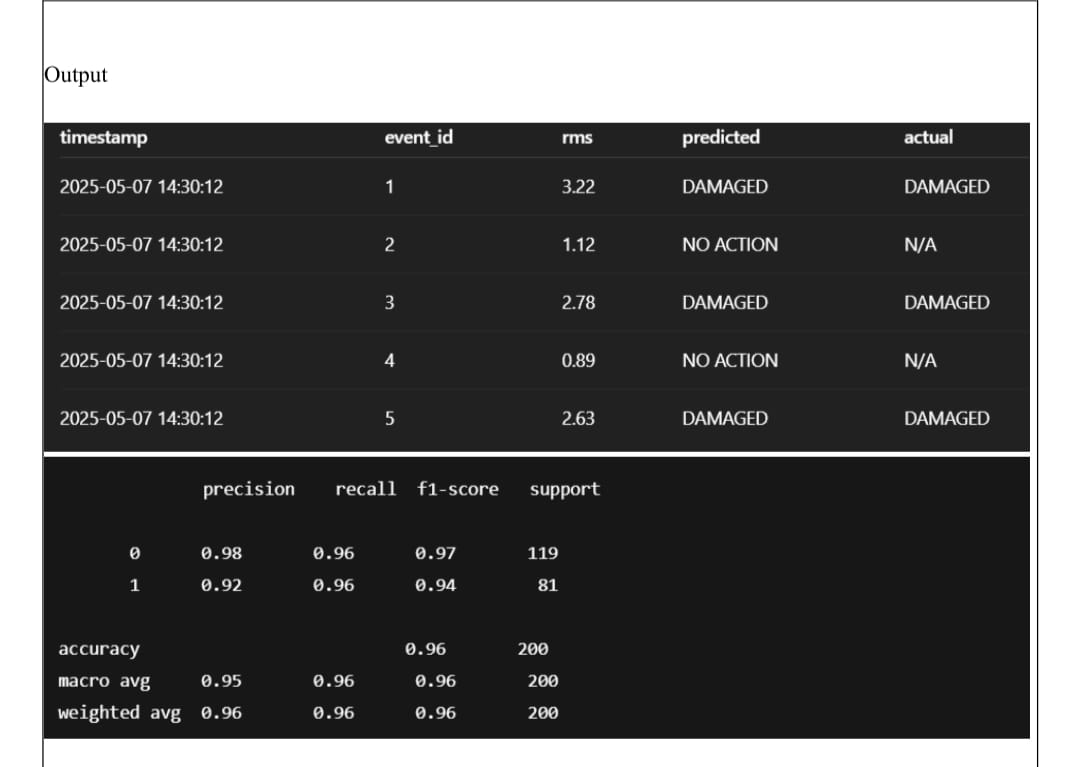 Output
timestamp event_id rms predicted actual
2025-05-07 14:30:12 1 3.22 DAMAGED DAMAGED
2025-05-07 14:30:12 2 1.12 NO ACTION N/A
2025-05-07 14:30:12 3 2.78 DAMAGED DAMAGED
2025-05-07 14:30:12 4 0.89 NO ACTION N/A
2025-05-07 14:30:12 5 2.63 DAMAGED DAMAGED
precision recall f1-score support
0 0.98 0.96 0.97 119
1 0.92 0.96 0.94 81
accuracy 0.96 200
macro avg 0.95 0.96 0.96 200
weighted avg 0.96 0.96 0.96 200